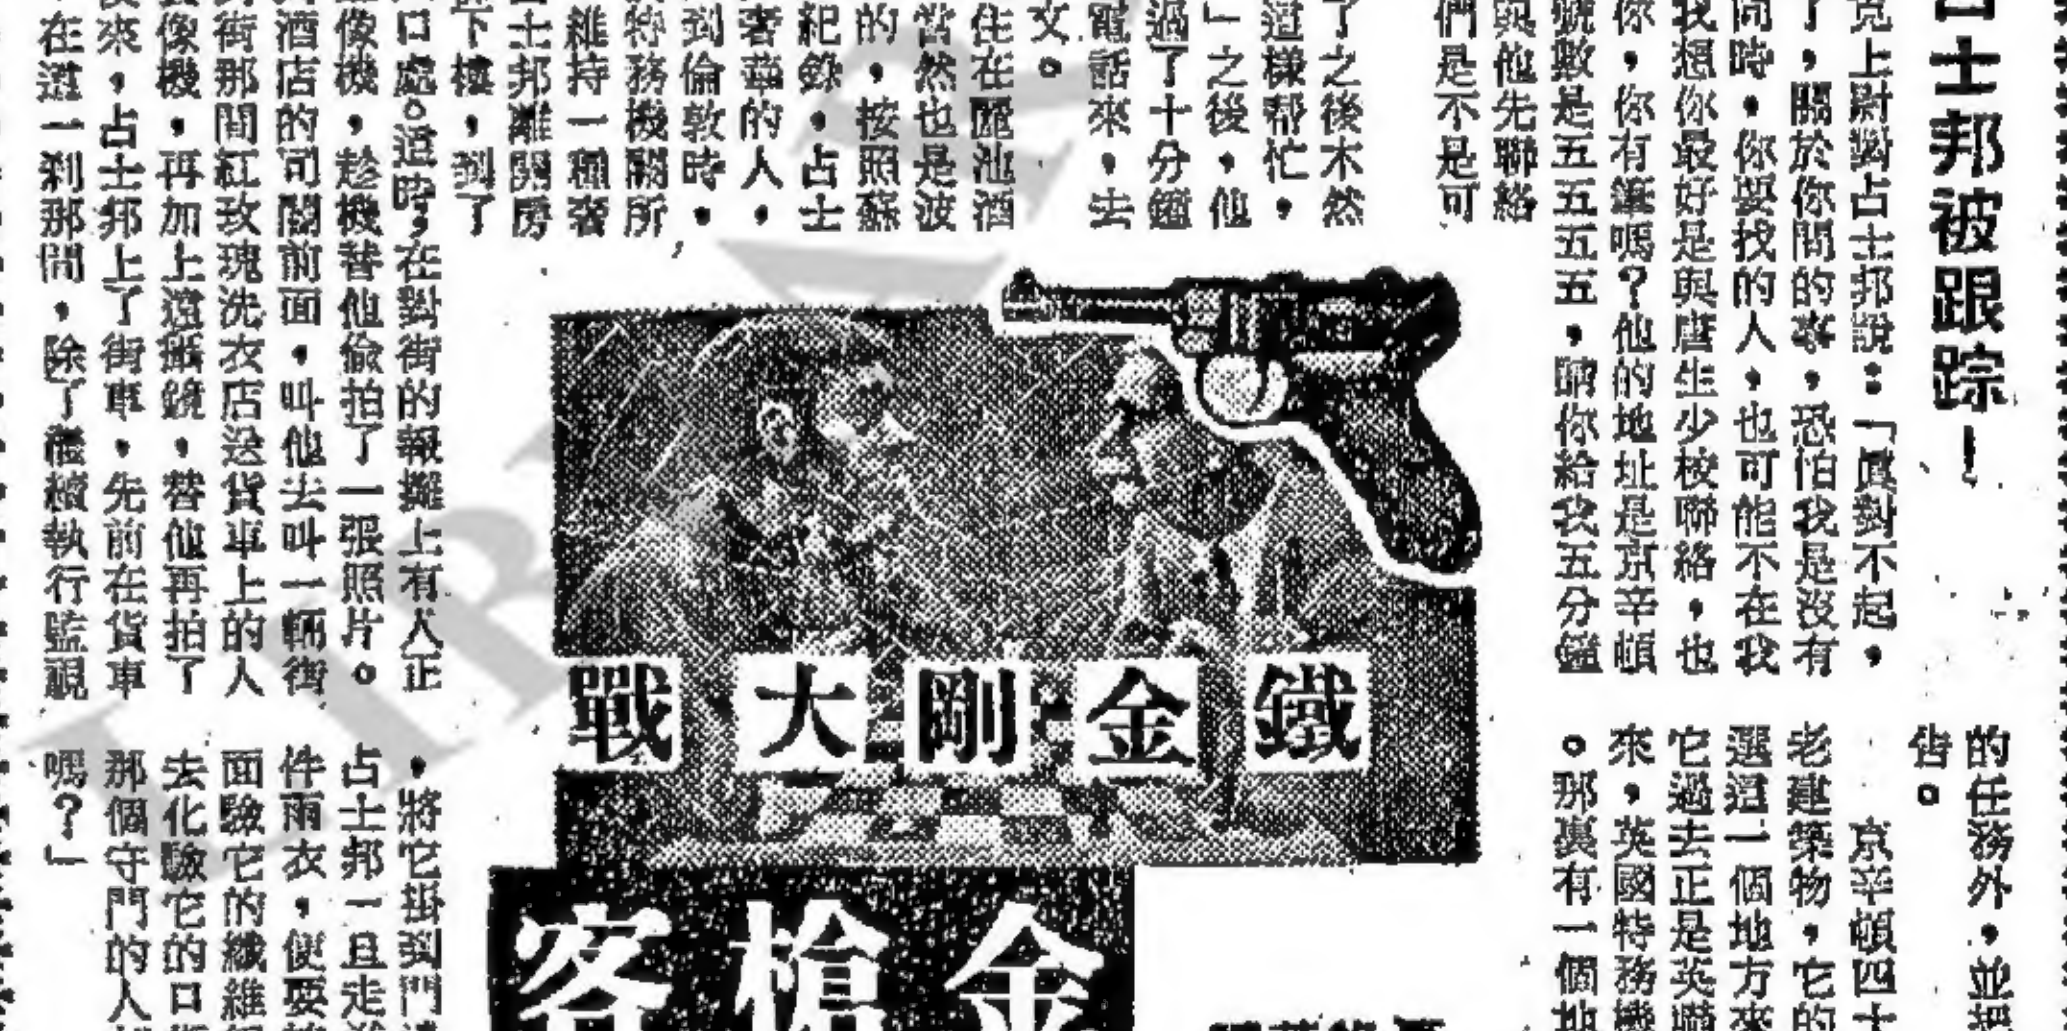 占士邦被跟踪！
克上尉對占士邦說：「眞對不起，
了，關於你問的事，恐怕我是沒有
同時，你要找的人，也可能不在我
我想你最好是與唐生少校聯絡，也
你，你有筆嗎？他的地址是京辛頓
號數是五五五五，請你給我五分鐘
與他先聯絡
們是不是可
了之後木然
這樣帮忙，
」之後，他
過了十分鐘
電話來，去
文。
住在麗池酒
當然也是波
的，按照蘇
紀錄，占士
奢華的人，
到倫敦時，
特務機關所
維持一種奢
占士邦離開房
下樓，到了
口處。這時，在對街的報攤上有人正
像機，趁機替他偷拍了一張照片。
酒店的司閽前面，叫他去叫一輛街
街那間紅玫瑰洗衣店送貨車上的人
像機，再加上遠攝鏡，替他再拍了
來，占士邦上了街車，先前在貨車
在這一刹那間，除了繼續執行監視
鐵金剛大戰
金槍客
的任務外，並把
告。
京辛頓四士
老建築物，它的
選這一個地方來
它過去正是英
來，英國特務機
。那裏有一個地
，將它掛到門
占士邦一旦走
件雨衣，便要
面驗它的纖維
去化驗它的口
那個守門的人
嗎？」